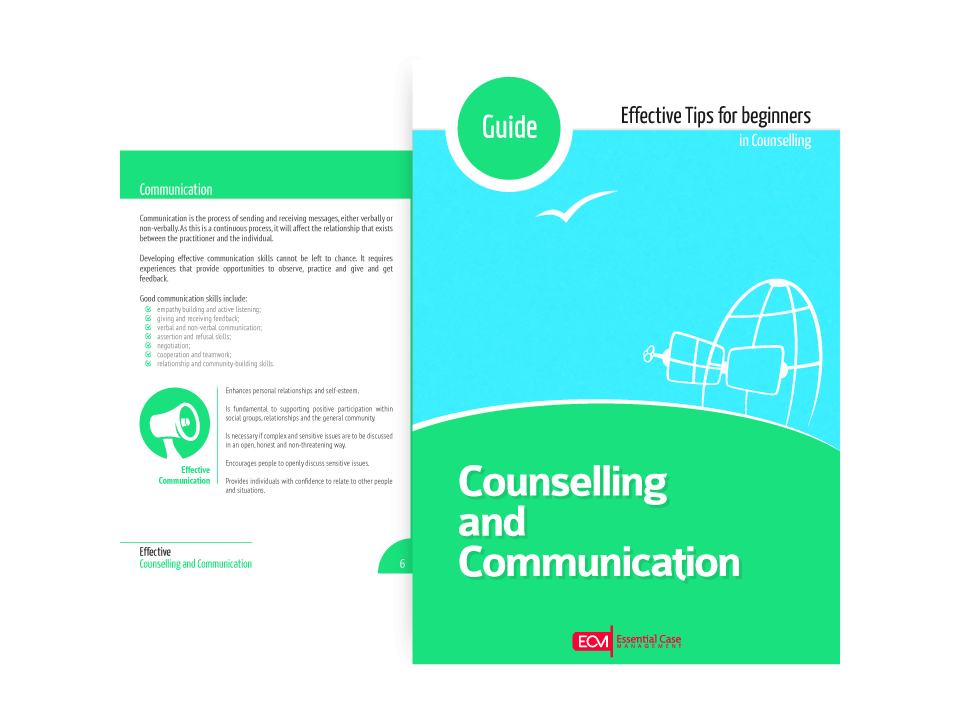 Guide
Effective Tips for beginners
in Counselling
Communication
Communication is the process of sending and receiving messages, either verbally or
non-verbally. As this is a continuous process, it will affect the relationship that exists
between the practitioner and the individual.
Developing effective communication skills cannot be left to chance. It requires
experiences that provide opportunities to observe, practice and give and get
feedback.
Good communication skills include:
empathy building and active listening;
giving and receiving feedback;
verbal and non-verbal communication;
assertion and refusal skills;
negotiation;
cooperation and teamwork;
relationship and community-building skills.
Effective
Communication
Enhances personal relationships and self-esteem.
Is fundamental to supporting positive participation within
social groups, relationships and the general community.
Is necessary if complex and sensitive issues are to be discussed
in an open, honest and non-threatening way.
Encourages people to openly discuss sensitive issues.
Provides individuals with confidence to relate to other people
and situations.
Effective
Counselling and Communication
6
Counselling
and
Communication
ECM
Essential Case
MANAGEMENT